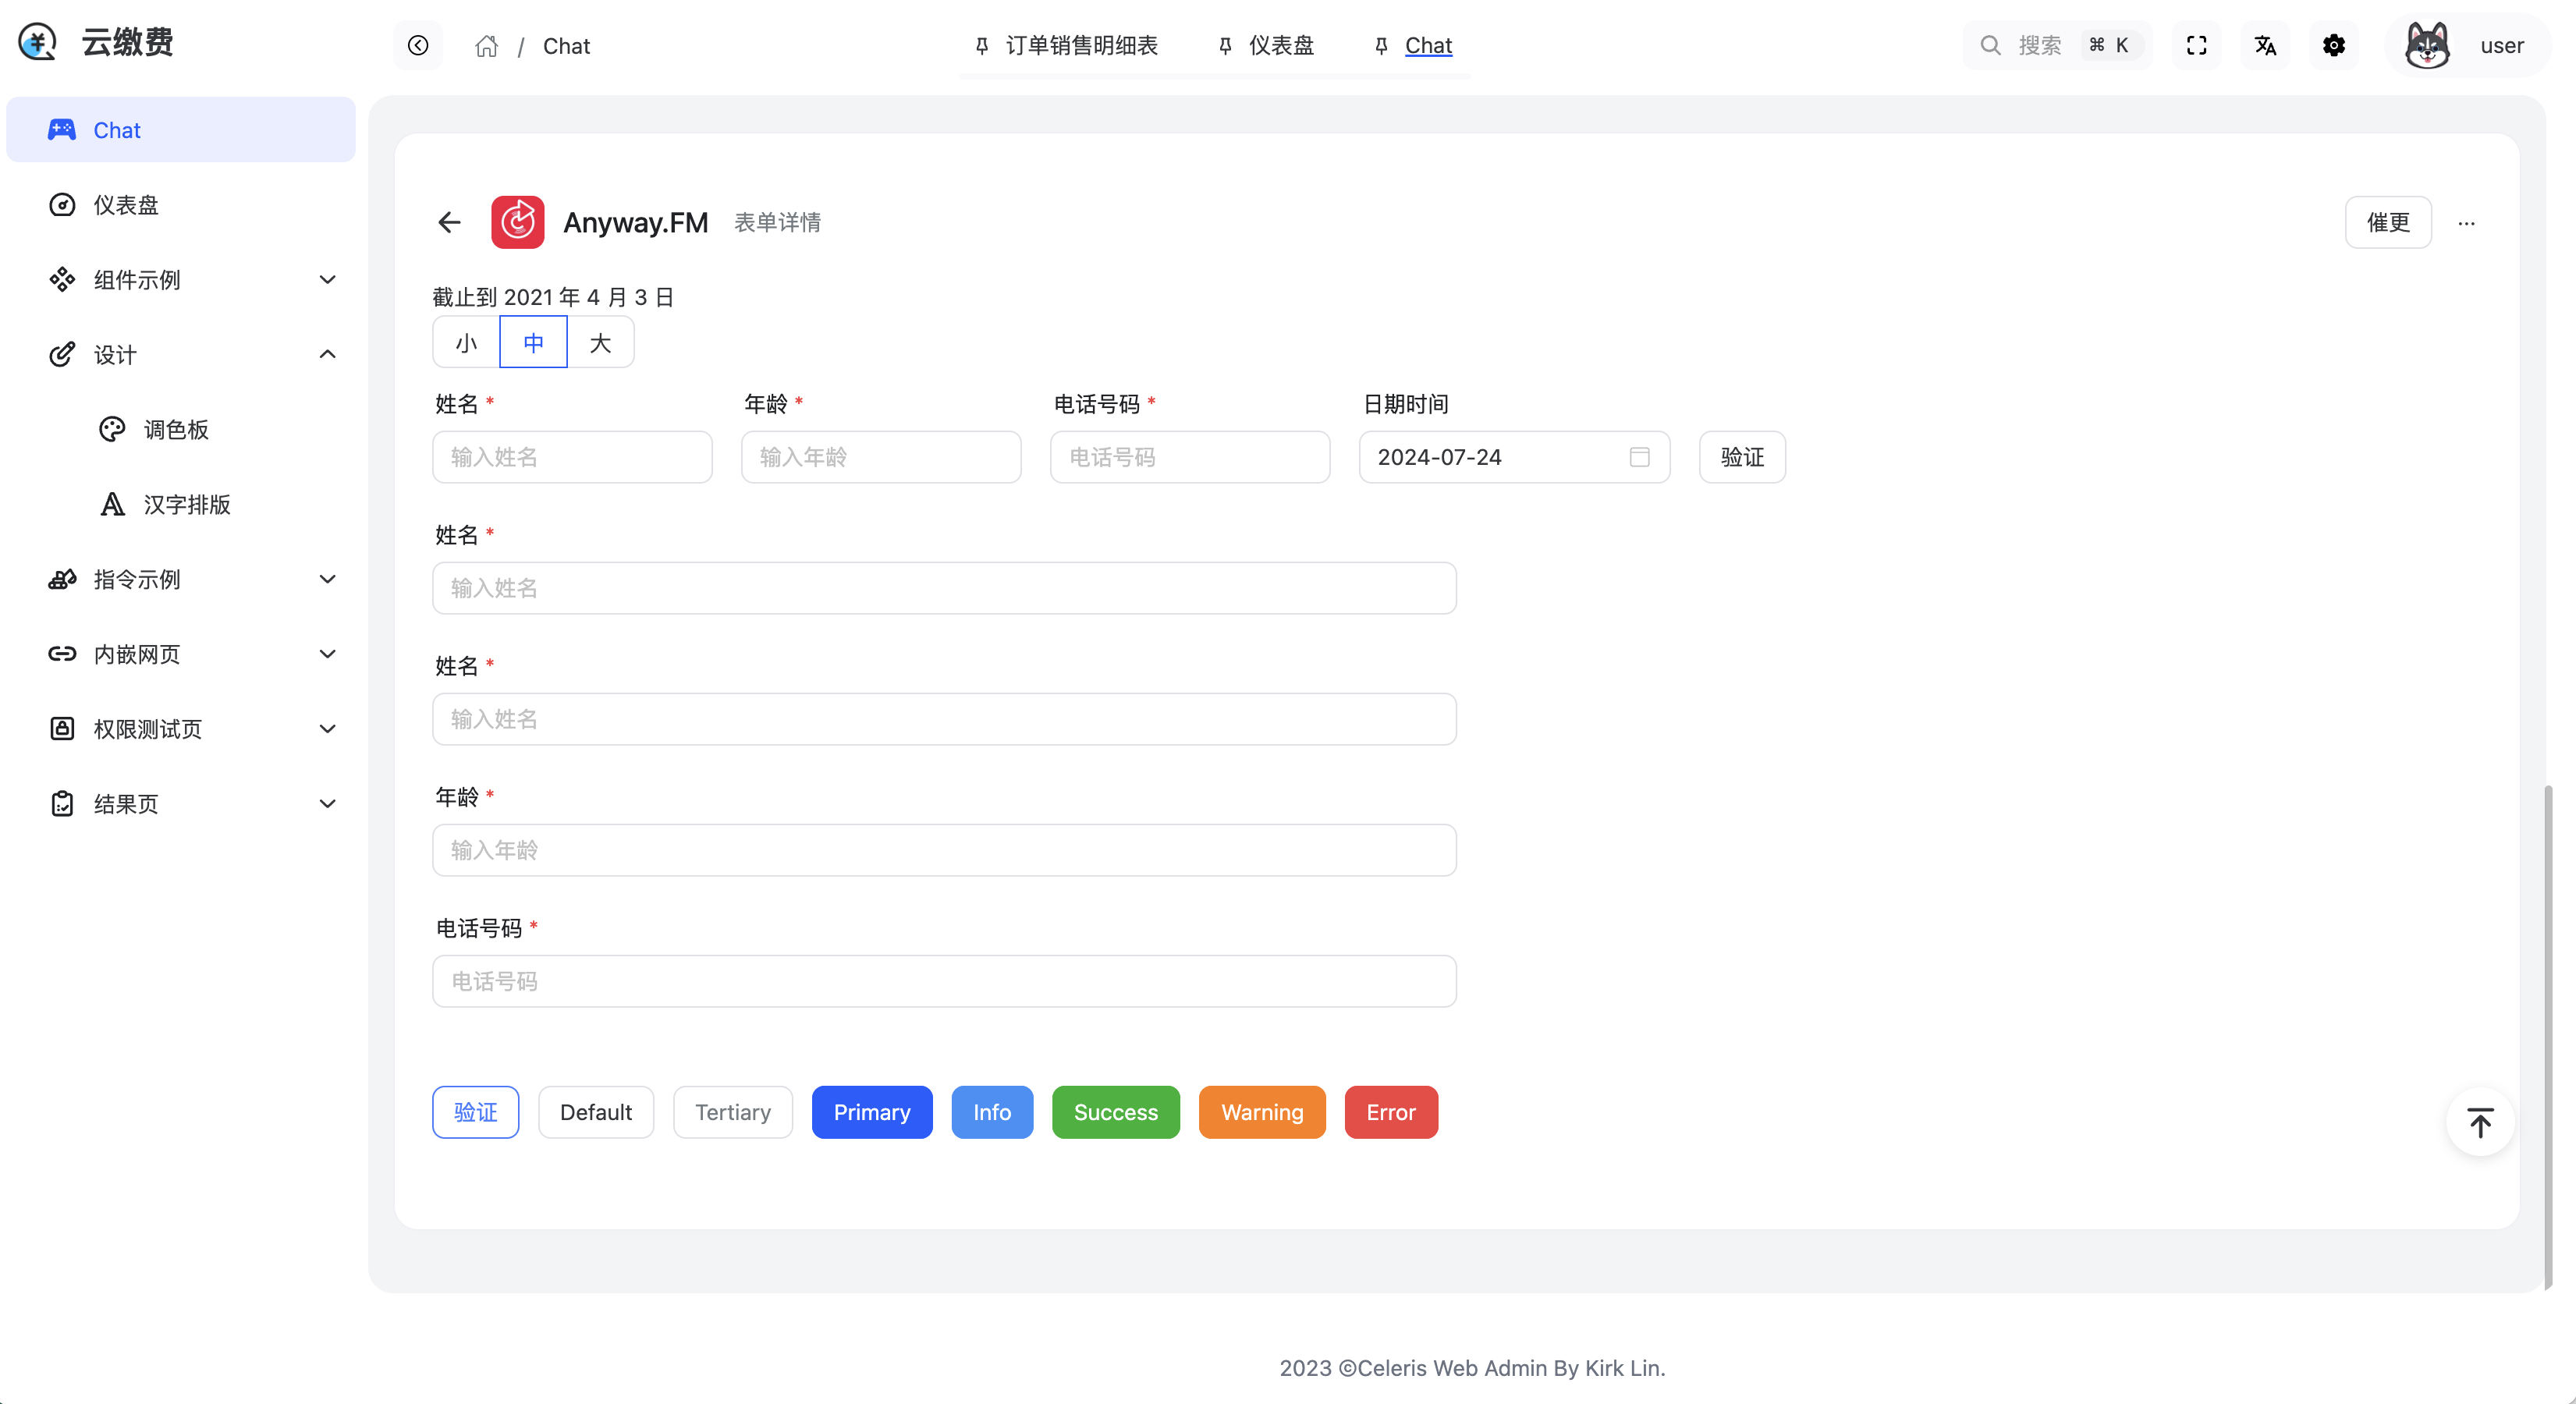 云缴费
/ Chat
订单销售明细表
仪表盘
Chat
搜索 ⌘ K
user
Chat
仪表盘
组件示例
设计
调色板
汉字排版
指令示例
内嵌网页
权限测试页
结果页
Anyway.FM 表单详情
催更 ...
截止到 2021 年 4 月 3 日
小 中 大
姓名 * 年龄 * 电话号码 * 日期时间
输入姓名 输入年龄 电话号码 2024-07-24 验证
姓名 *
输入姓名
姓名 *
输入姓名
年龄 *
输入年龄
电话号码 *
电话号码
验证 Default Tertiary Primary Info Success Warning Error
2023 ©Celeris Web Admin By Kirk Lin.